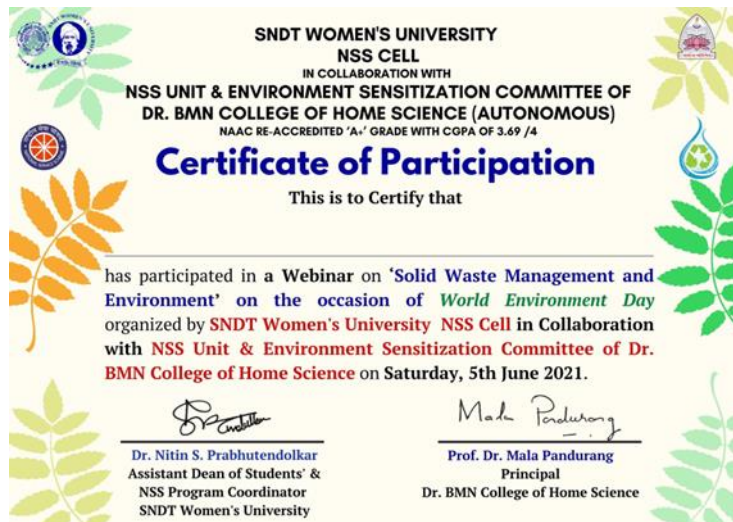 SNDT WOMEN'S UNIVERSITY
NSS CELL
IN COLLABORATION WITH
NSS UNIT & ENVIRONMENT SENSITIZATION COMMITTEE OF
DR. BMN COLLEGE OF HOME SCIENCE (AUTONOMOUS)
NAAC RE-ACCREDITED ‘A+’ GRADE WITH CGPA OF 3.69 /4
Certificate of Participation
This is to Certify that
has participated in a Webinar on ‘Solid Waste Management and
Environment’ on the occasion of World Environment Day
organized by SNDT Women's University NSS Cell in Collaboration
with NSS Unit & Environment Sensitization Committee of Dr.
BMN College of Home Science on Saturday, 5th June 2021.
Mala Pandurang
Dr. Nitin S. Prabhutendolkar
Assistant Dean of Students' &
NSS Program Coordinator
SNDT Women's University
Prof. Dr. Mala Pandurang
Principal
Dr. BMN College of Home Science